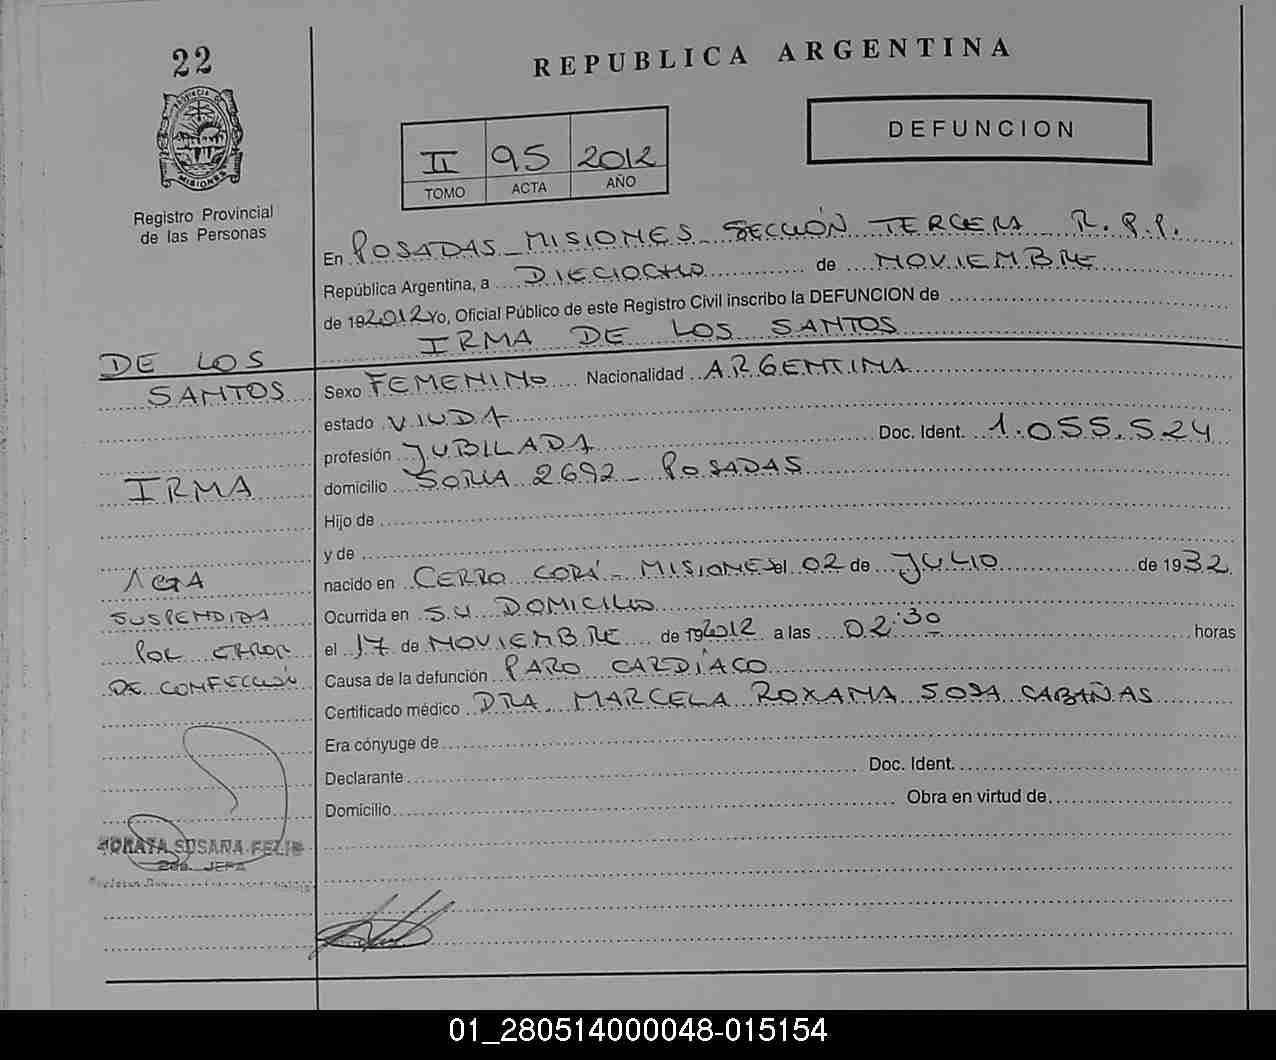 22
REPUBLICA ARGENTINA
DEFUNCION
II 95 2012
TOMO ACTA AÑO
PROVINCIA DE
MISIONES
Registro Provincial
de las Personas
En POSADAS - MISIONES - SECCIÓN TERCERA R.P.P.
República Argentina, a DIECIOCHO de NOVIEMBRE
de 19 2012 Yo, Oficial Público de este Registro Civil inscribo la DEFUNCION de
IRMA DE LOS SANTOS
DE LOS
SANTOS
IRMA
ACTA
SUSPENDIDA
POR ERROR
DE CONFECCIÓN
Sexo FEMENINO Nacionalidad ARGENTINA
estado VIUDA
profesión JUBILADA Doc. Ident. 1.055.524
domicilio SORIA 2692 - POSADAS
Hijo de
y de
nacido en CERRO CORÁ - MISIONES el 02 de JULIO de 1932
Ocurrida en SU DOMICILIO
el 17 de NOVIEMBRE de 19 2012 a las 02:30 horas
Causa de la defunción PARO CARDÍACO
Certificado médico DRA. MARCELA ROXANA SOSA CABAÑAS
Era cónyuge de
Declarante Doc. Ident.
Domicilio Obra en virtud de
SUSANA
JEFA
01_280514000048-015154